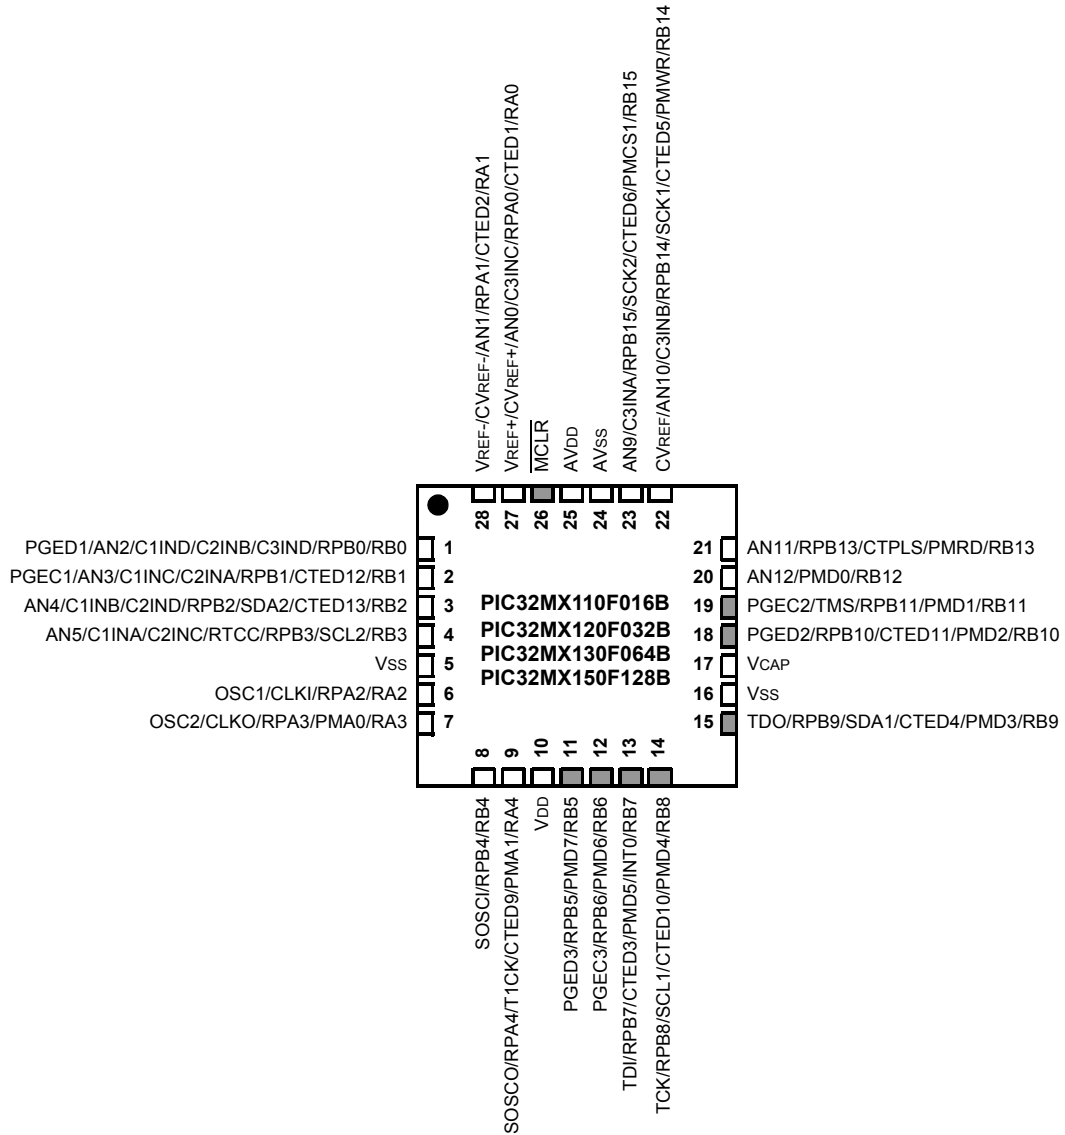 VREF-/CVREF-/AN1/RPA1/CTED2/RA1
VREF+/CVREF+/AN0/C3INC/RPA0/CTED1/RA0
MCLR
AVDD
AVSS
AN9/C3INA/RPB15/SCK2/CTED6/PMCS1/RB15
CVREF/AN10/C3INB/RPB14/SCK1/CTED5/PMWR/RB14
28
27
26
25
24
23
22
PGED1/AN2/C1IND/C2INB/C3IND/RPB0/RB0 1
PGEC1/AN3/C1INC/C2INA/RPB1/CTED12/RB1 2
AN4/C1INB/C2IND/RPB2/SDA2/CTED13/RB2 3
AN5/C1INA/C2INC/RTCC/RPB3/SCL2/RB3 4
VSS 5
OSC1/CLKI/RPA2/RA2 6
OSC2/CLKO/RPA3/PMA0/RA3 7
PIC32MX110F016B
PIC32MX120F032B
PIC32MX130F064B
PIC32MX150F128B
21 AN11/RPB13/CTPLS/PMRD/RB13
20 AN12/PMD0/RB12
19 PGEC2/TMS/RPB11/PMD1/RB11
18 PGED2/RPB10/CTED11/PMD2/RB10
17 VCAP
16 VSS
15 TDO/RPB9/SDA1/CTED4/PMD3/RB9
8
9
10
11
12
13
14
SOSCI/RPB4/RB4
SOSCO/RPA4/T1CK/CTED9/PMA1/RA4
VDD
PGED3/RPB5/PMD7/RB5
PGEC3/RPB6/PMD6/RB6
TDI/RPB7/CTED3/PMD5/INT0/RB7
TCK/RPB8/SCL1/CTED10/PMD4/RB8